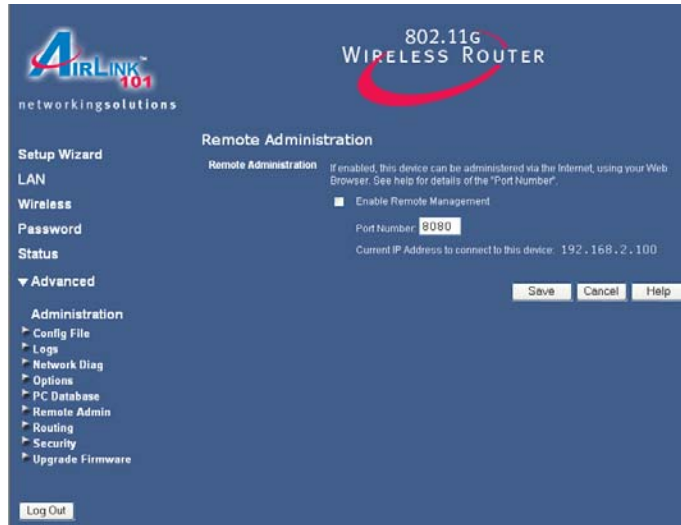 AIRLINK™
101
networkingsolutions
802.11G
WIRELESS ROUTER
Setup Wizard
LAN
Wireless
Password
Status
Advanced
Administration
Config File
Logs
Network Diag
Options
PC Database
Remote Admin
Routing
Security
Upgrade Firmware
Log Out
Remote Administration
Remote Administration
If enabled, this device can be administered via the Internet, using your Web
Browser. See help for details of the "Port Number".
Enable Remote Management
Port Number: 8080
Current IP Address to connect to this device: 192.168.2.100
Save Cancel Help